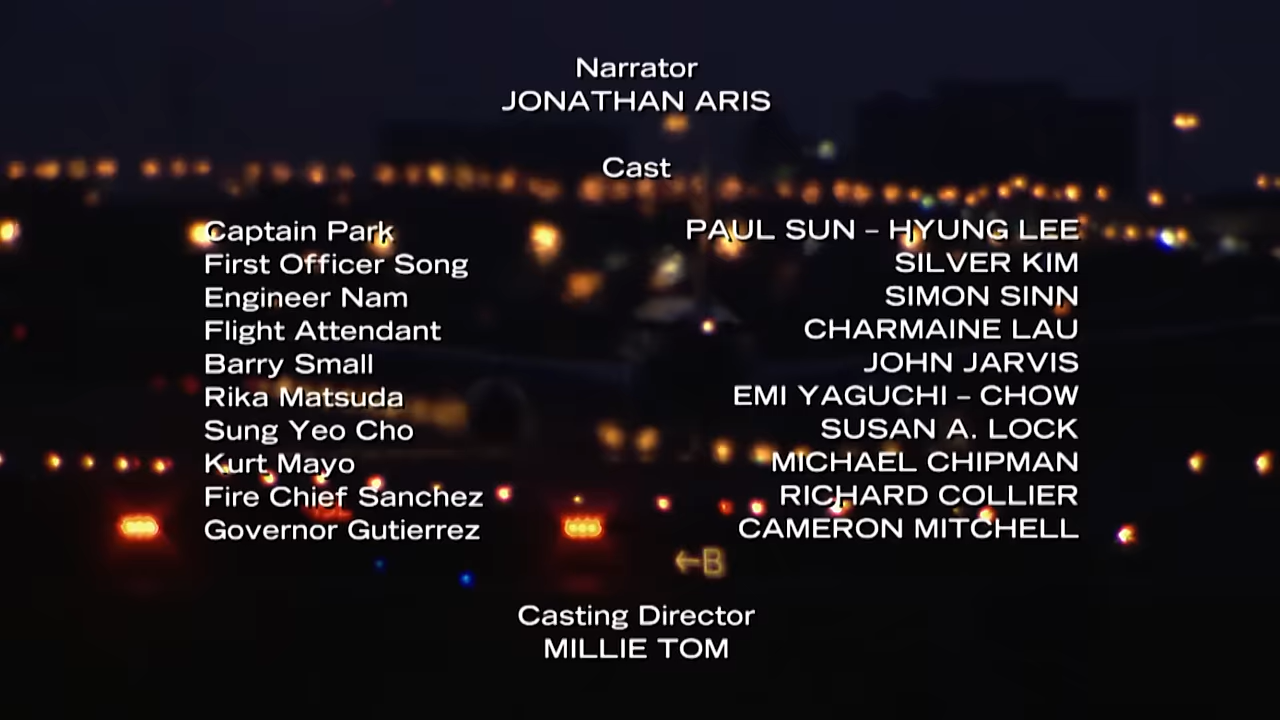 Narrator
JONATHAN ARIS
Cast
Captain Park PAUL SUN – HYUNG LEE
First Officer Song SILVER KIM
Engineer Nam SIMON SINN
Flight Attendant CHARMAINE LAU
Barry Small JOHN JARVIS
Rika Matsuda EMI YAGUCHI – CHOW
Sung Yeo Cho SUSAN A. LOCK
Kurt Mayo MICHAEL CHIPMAN
Fire Chief Sanchez RICHARD COLLIER
Governor Gutierrez CAMERON MITCHELL
←B
Casting Director
MILLIE TOM